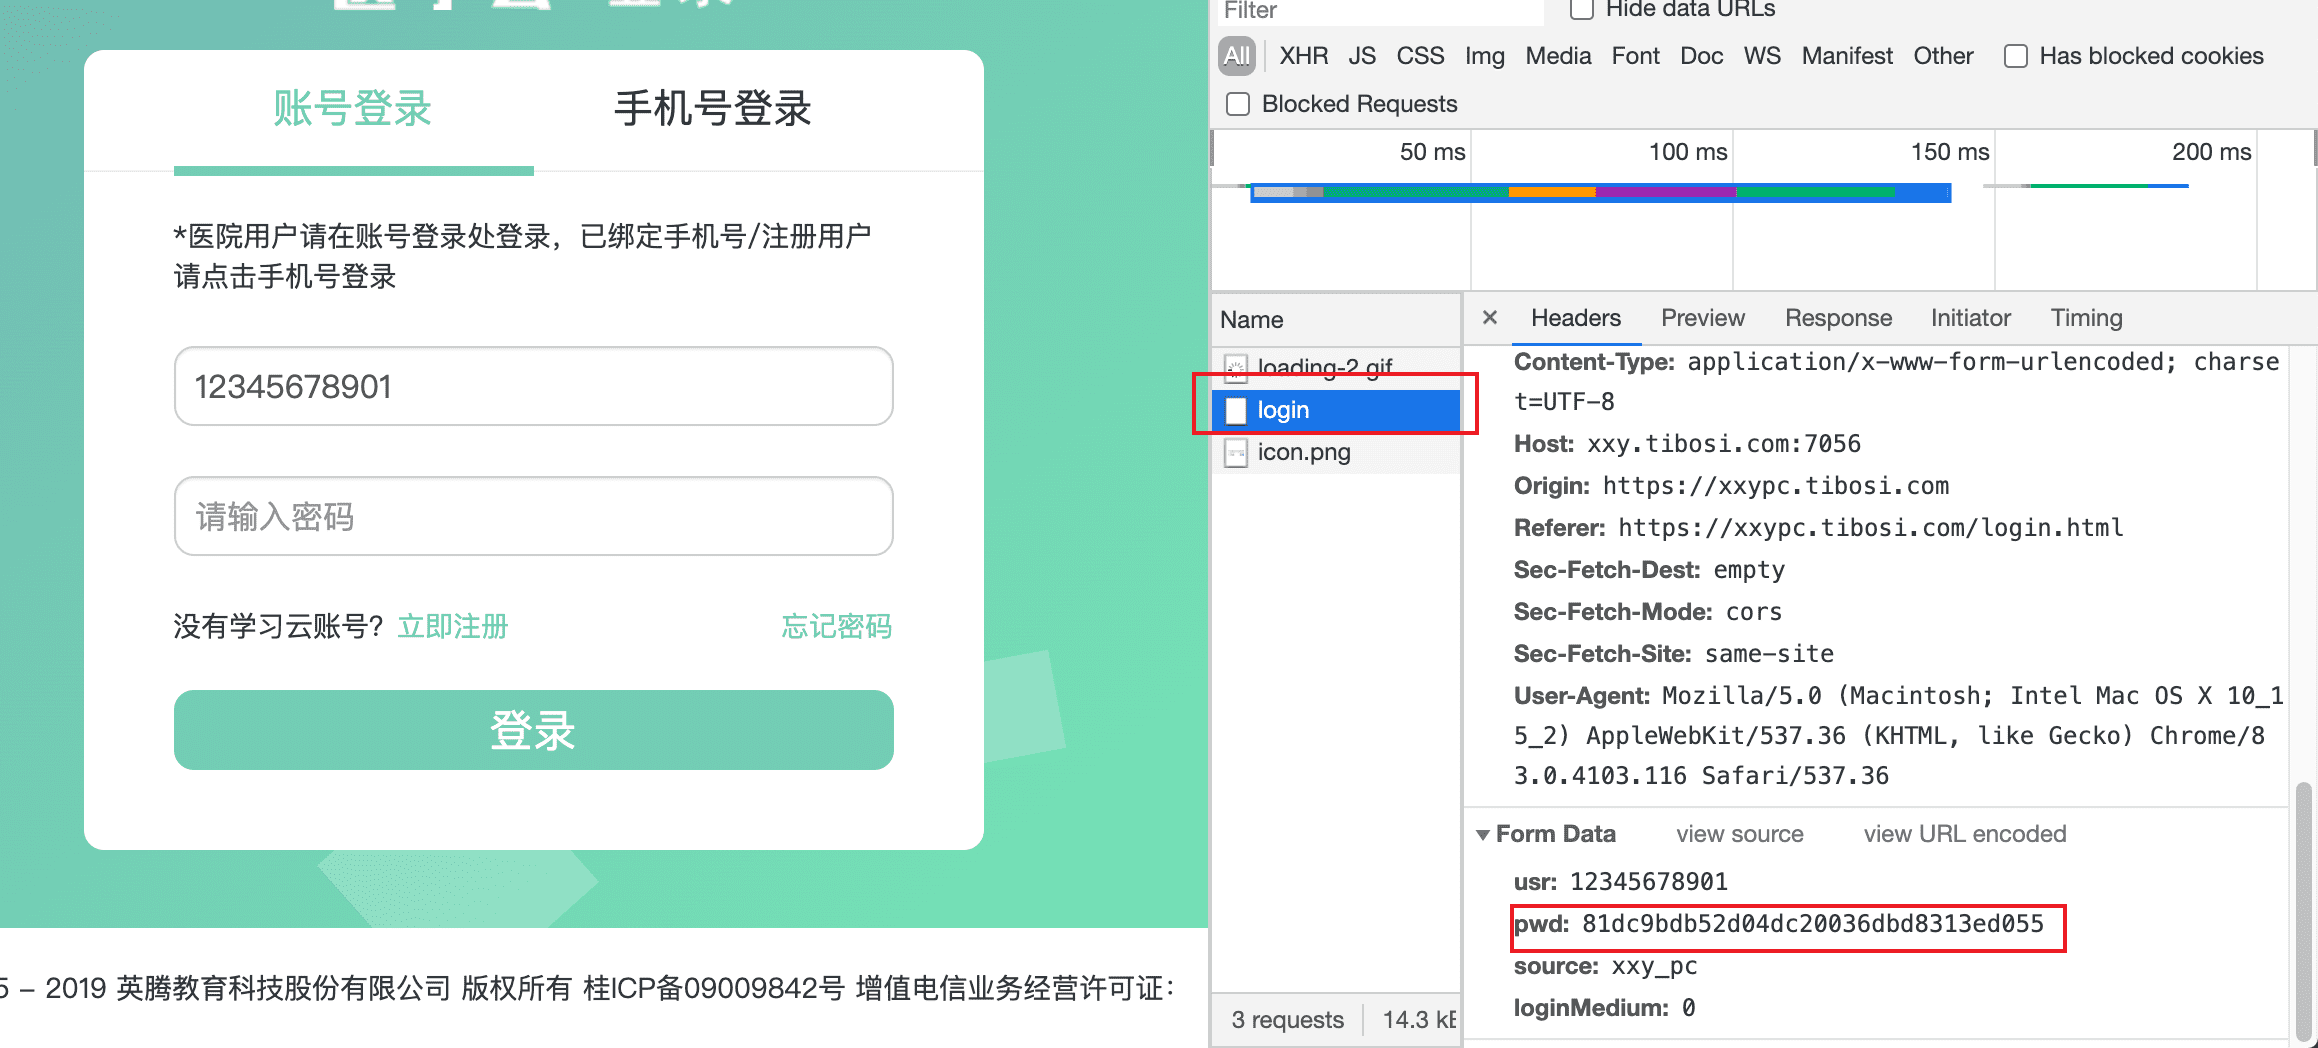 账号登录
手机号登录
*医院用户请在账号登录处登录，已绑定手机号/注册用户
请点击手机号登录
12345678901
请输入密码
没有学习云账号？ 立即注册
忘记密码
登录
5 – 2019 英腾教育科技股份有限公司 版权所有 桂ICP备09009842号 增值电信业务经营许可证：
Filter
Hide data URLs
All XHR JS CSS Img Media Font Doc WS Manifest Other Has blocked cookies
Blocked Requests
50 ms 100 ms 150 ms 200 ms
Name
loading-2.gif
login
icon.png
3 requests 14.3 kB
× Headers Preview Response Initiator Timing
Content-Type: application/x-www-form-urlencoded; charse
t=UTF-8
Host: xxy.tibosi.com:7056
Origin: https://xxypc.tibosi.com
Referer: https://xxypc.tibosi.com/login.html
Sec-Fetch-Dest: empty
Sec-Fetch-Mode: cors
Sec-Fetch-Site: same-site
User-Agent: Mozilla/5.0 (Macintosh; Intel Mac OS X 10_1
5_2) AppleWebKit/537.36 (KHTML, like Gecko) Chrome/8
3.0.4103.116 Safari/537.36
Form Data view source view URL encoded
usr: 12345678901
pwd: 81dc9bdb52d04dc20036dbd8313ed055
source: xxy_pc
loginMedium: 0